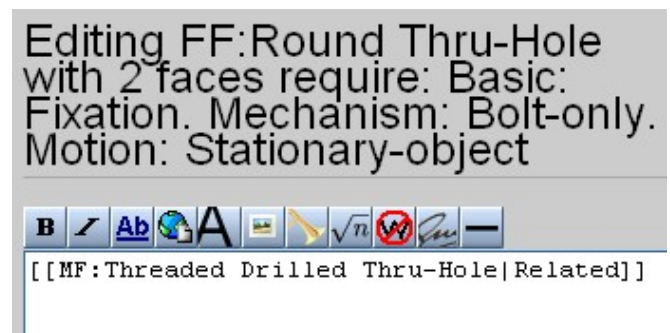 Editing FF:Round Thru-Hole
with 2 faces require: Basic:
Fixation. Mechanism: Bolt-only.
Motion: Stationary-object
B I Ab A √n W
[[MF:Threaded Drilled Thru-Hole|Related]]